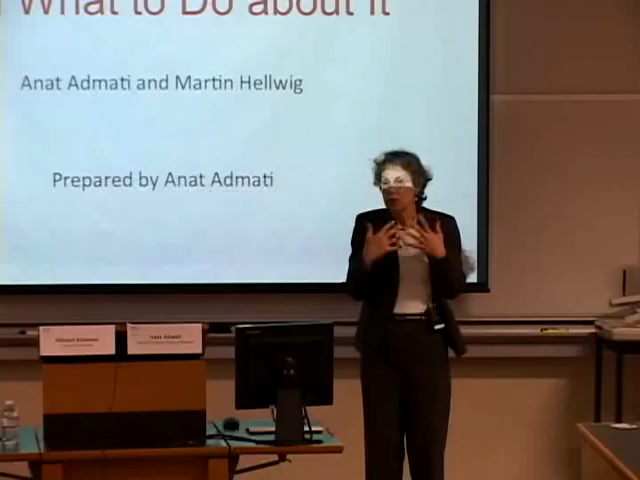 What to Do about It
Anat Admati and Martin Hellwig
Prepared by Anat Admati